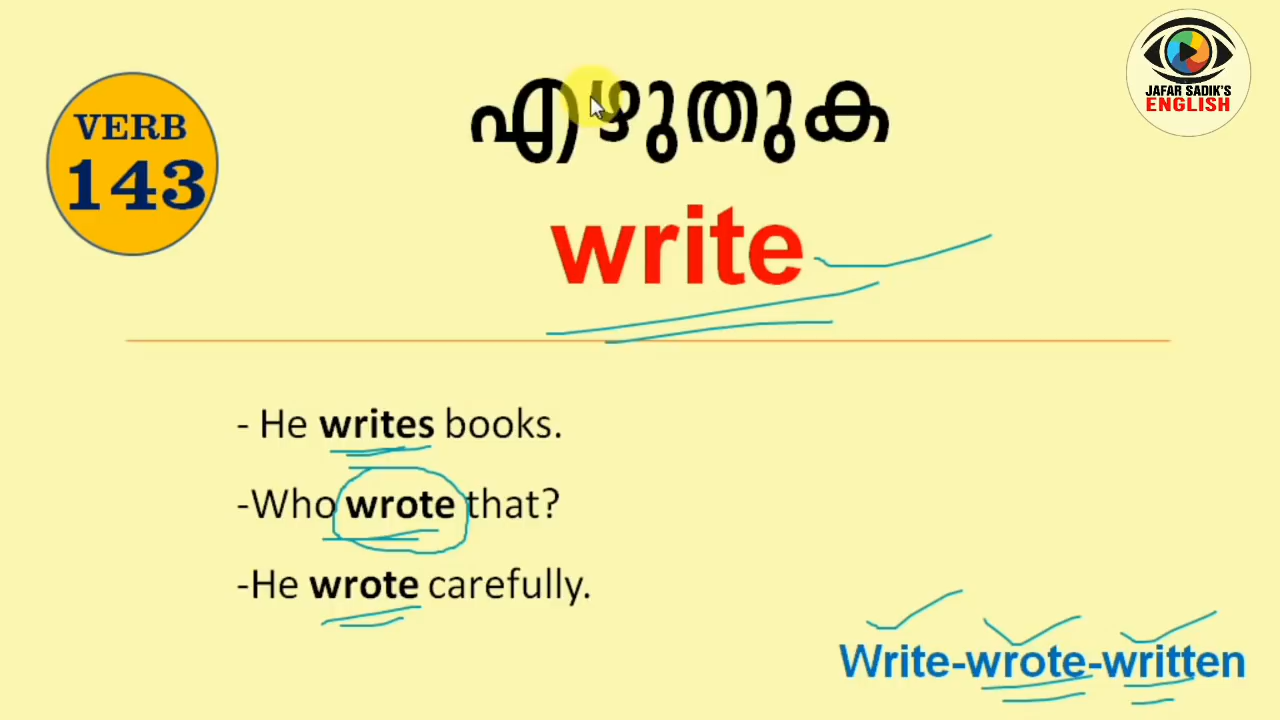 VERB
143
എഴുതുക
JAFAR SADIK'S
ENGLISH
write
- He writes books.
-Who wrote that?
-He wrote carefully.
Write-wrote-written